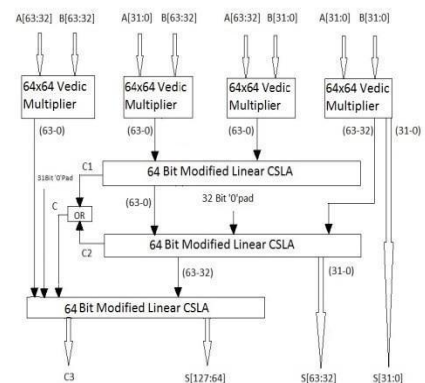 A[63:32] B[63:32] A[31:0] B[63:32] A[63:32] B[31:0] A[31:0] B[31:0]
64x64 Vedic Multiplier
64x64 Vedic Multiplier
64x64 Vedic Multiplier
64x64 Vedic Multiplier
(63-0) (63-0) (63-0) (63-32) (31-0)
C1
64 Bit Modified Linear CSLA
31Bit '0'Pad
C
OR
(63-0)
32 Bit '0'pad
C2
64 Bit Modified Linear CSLA
(63-32)
(31-0)
64 Bit Modified Linear CSLA
C3
S[127:64]
S[63:32]
S[31:0]